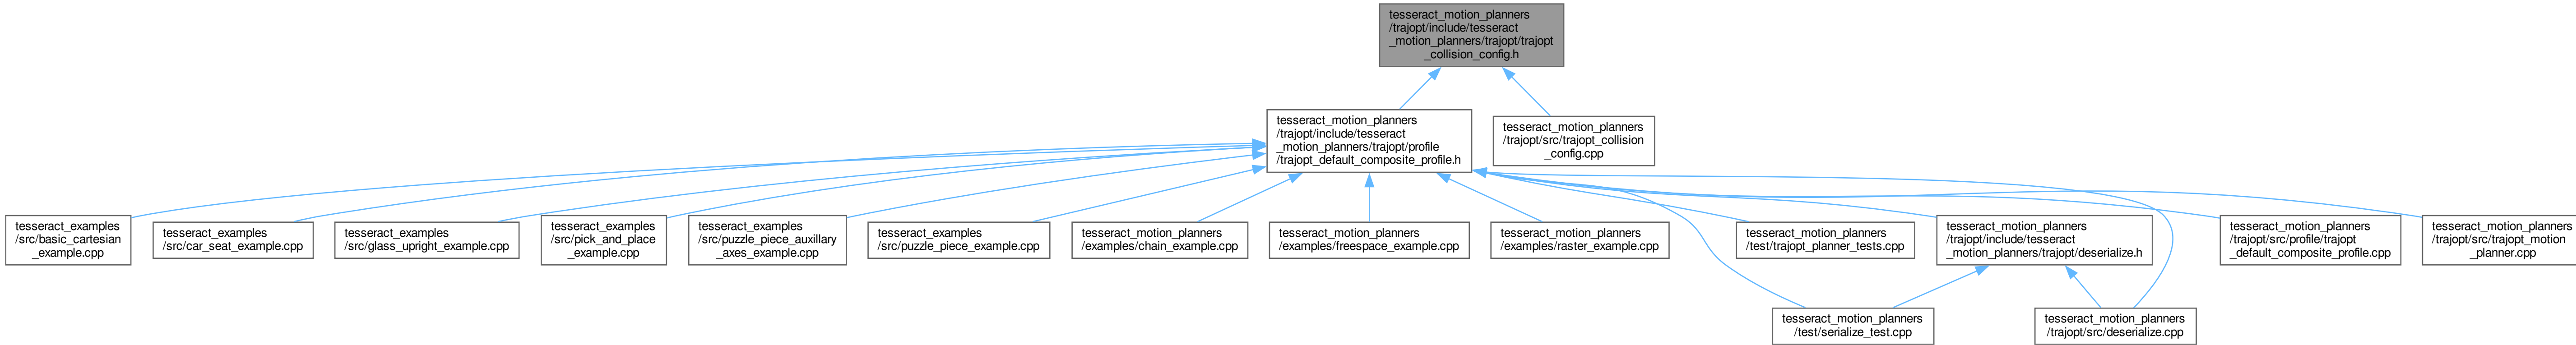 tesseract_motion_planners
/trajopt/include/tesseract
_motion_planners/trajopt/trajopt
_collision_config.h
tesseract_motion_planners
/trajopt/include/tesseract
_motion_planners/trajopt/profile
/trajopt_default_composite_profile.h
tesseract_motion_planners
/trajopt/src/trajopt_collision
_config.cpp
tesseract_examples
/src/basic_cartesian
_example.cpp
tesseract_examples
/src/car_seat_example.cpp
tesseract_examples
/src/glass_upright_example.cpp
tesseract_examples
/src/pick_and_place
_example.cpp
tesseract_examples
/src/puzzle_piece_auxillary
_axes_example.cpp
tesseract_examples
/src/puzzle_piece_example.cpp
tesseract_motion_planners
/examples/chain_example.cpp
tesseract_motion_planners
/examples/freespace_example.cpp
tesseract_motion_planners
/examples/raster_example.cpp
tesseract_motion_planners
/test/trajopt_planner_tests.cpp
tesseract_motion_planners
/trajopt/include/tesseract
_motion_planners/trajopt/deserialize.h
tesseract_motion_planners
/trajopt/src/profile/trajopt
_default_composite_profile.cpp
tesseract_motion_planners
/trajopt/src/trajopt_motion
_planner.cpp
tesseract_motion_planners
/test/serialize_test.cpp
tesseract_motion_planners
/trajopt/src/deserialize.cpp